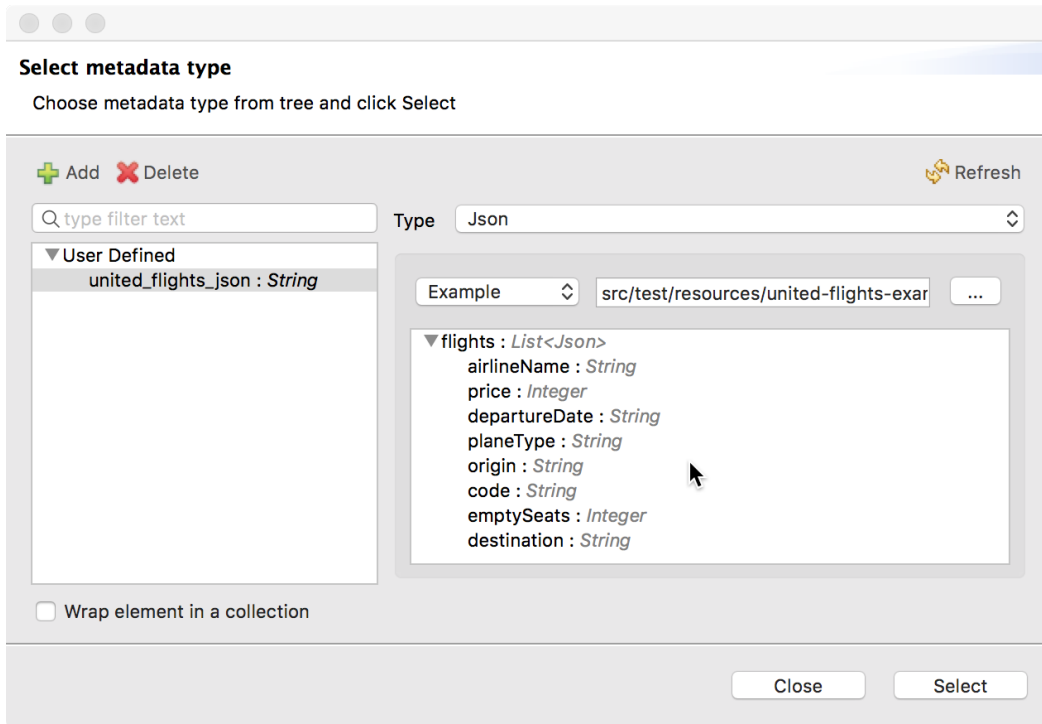 Select metadata type
Choose metadata type from tree and click Select
Add Delete Refresh
type filter text
Type Json
User Defined
united_flights_json : String
Example src/test/resources/united-flights-exar ...
flights : List<Json>
airlineName : String
price : Integer
departureDate : String
planeType : String
origin : String
code : String
emptySeats : Integer
destination : String
Wrap element in a collection
Close Select